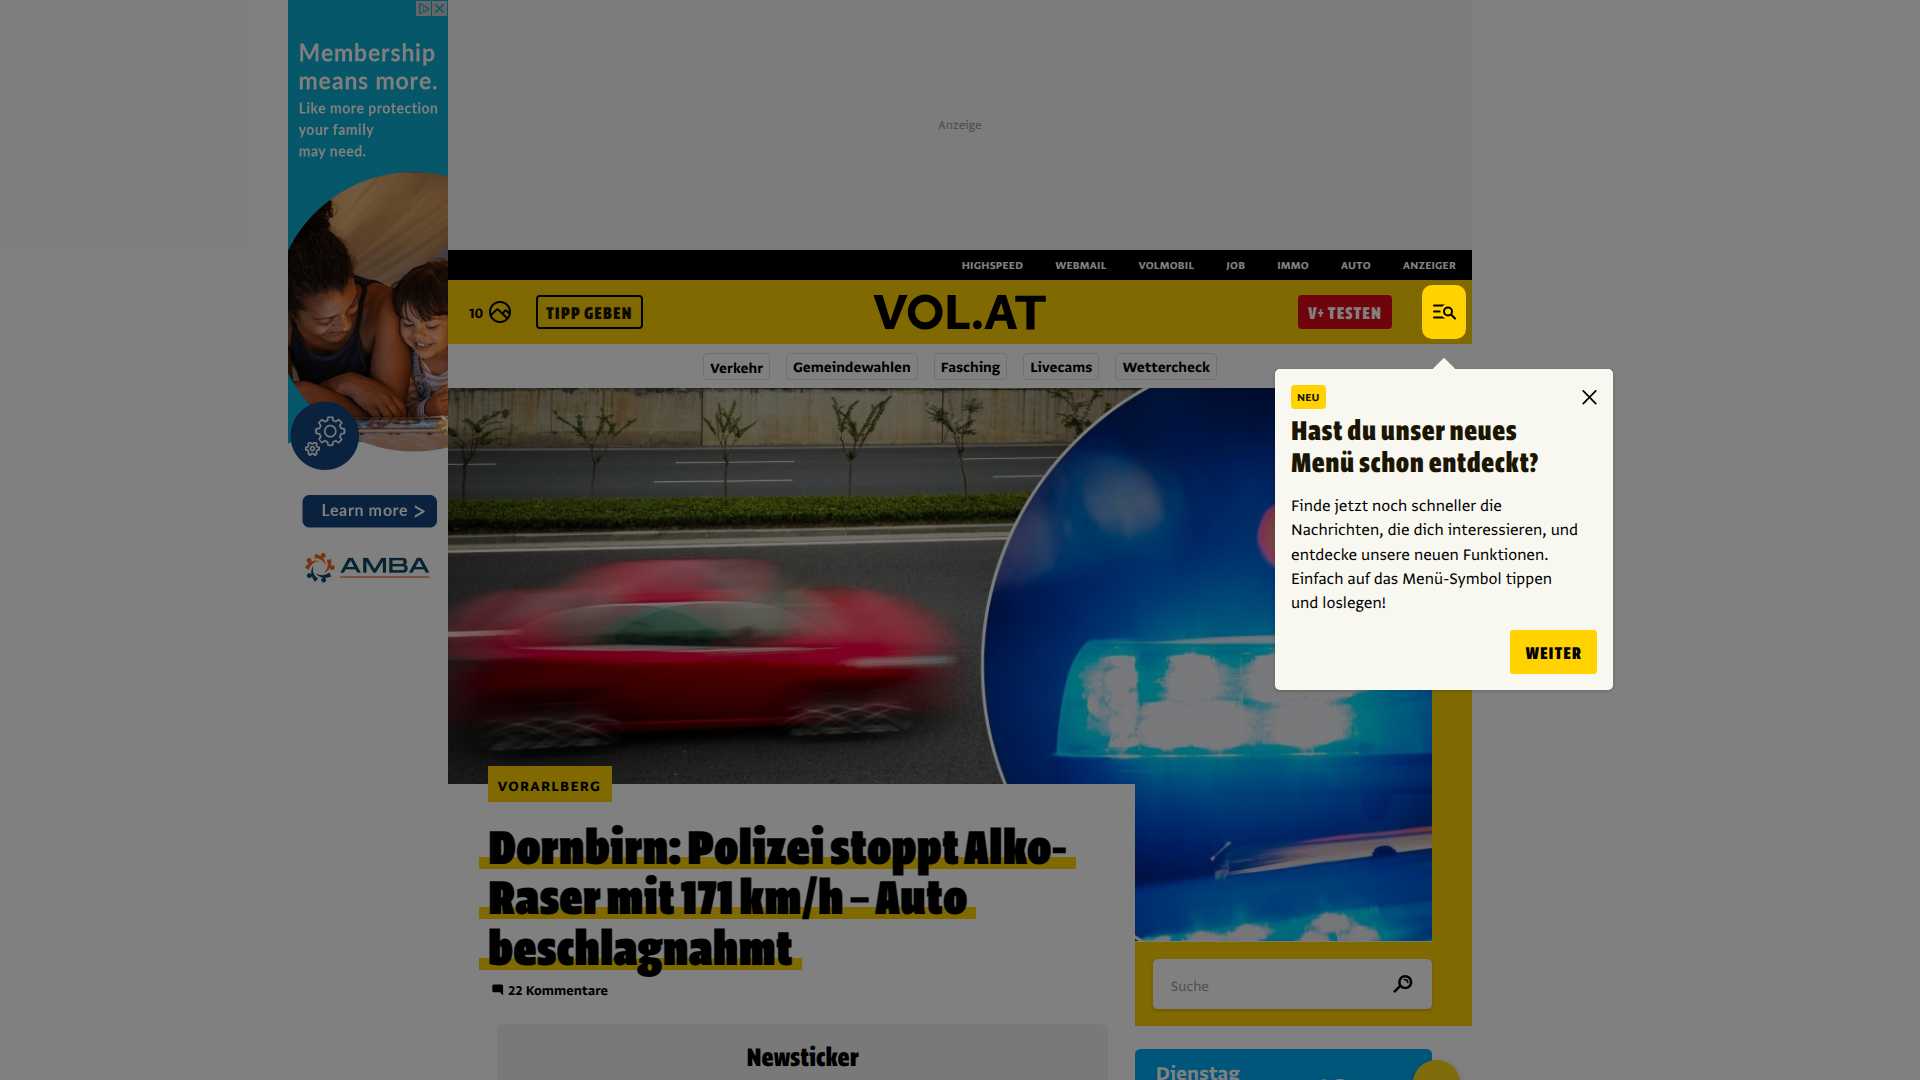 Membership
means more.
Like more protection
your family
may need.
Learn more >
AMBA
Anzeige
HIGHSPEED WEBMAIL VOLMOBIL JOB IMMO AUTO ANZEIGER
10
TIPP GEBEN
VOL.AT
V+ TESTEN
Verkehr Gemeindewahlen Fasching Livecams Wettercheck
NEU
Hast du unser neues
Menü schon entdeckt?
Finde jetzt noch schneller die
Nachrichten, die dich interessieren, und
entdecke unsere neuen Funktionen.
Einfach auf das Menü-Symbol tippen
und loslegen!
WEITER
VORARLBERG
Dornbirn: Polizei stoppt Alko-
Raser mit 171 km/h – Auto
beschlagnahmt
22 Kommentare
Suche
Newsticker
Dienstag